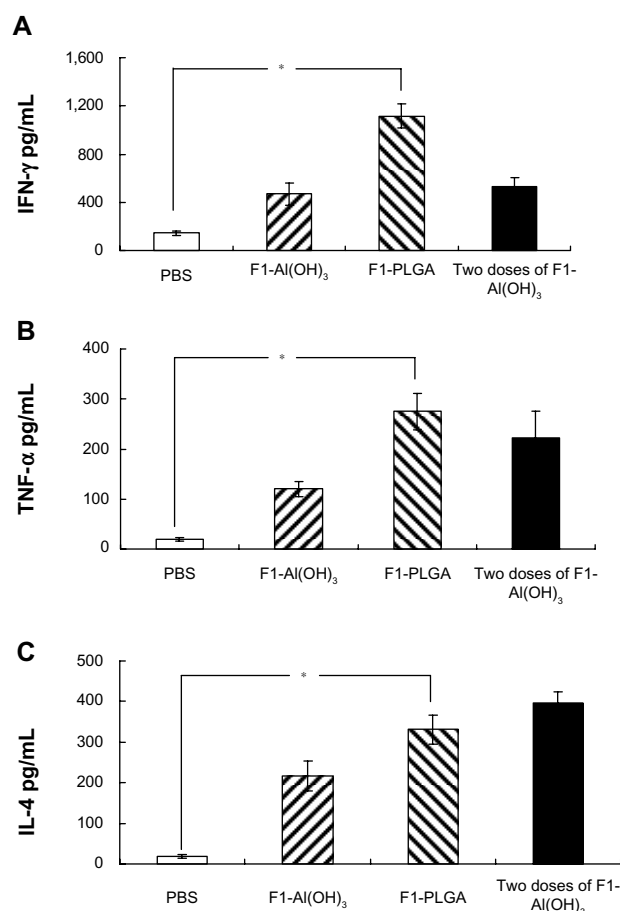 A
IFN-γ pg/mL
1,600
1,200
800
400
0
*
PBS
F1-Al(OH)₃
F1-PLGA
Two doses of F1-
Al(OH)₃
B
TNF-α pg/mL
400
300
200
100
0
*
PBS
F1-Al(OH)₃
F1-PLGA
Two doses of F1-
Al(OH)₃
C
IL-4 pg/mL
500
400
300
200
100
0
*
PBS
F1-Al(OH)₃
F1-PLGA
Two doses of F1-
Al(OH)